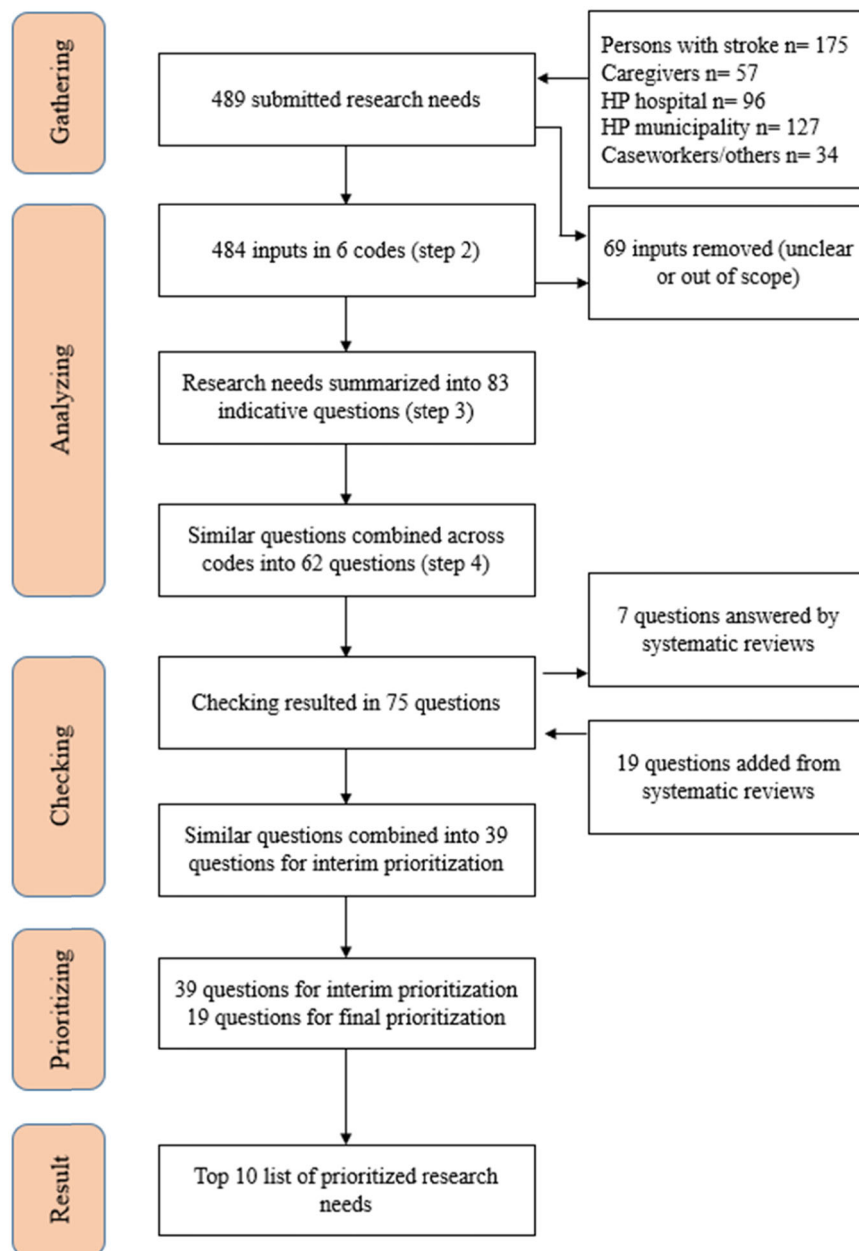 Gathering
489 submitted research needs
Persons with stroke n= 175
Caregivers n= 57
HP hospital n= 96
HP municipality n= 127
Caseworkers/others n= 34
Analyzing
484 inputs in 6 codes (step 2)
69 inputs removed (unclear
or out of scope)
Research needs summarized into 83
indicative questions (step 3)
Similar questions combined across
codes into 62 questions (step 4)
Checking
7 questions answered by
systematic reviews
Checking resulted in 75 questions
19 questions added from
systematic reviews
Similar questions combined into 39
questions for interim prioritization
Prioritizing
39 questions for interim prioritization
19 questions for final prioritization
Result
Top 10 list of prioritized research
needs